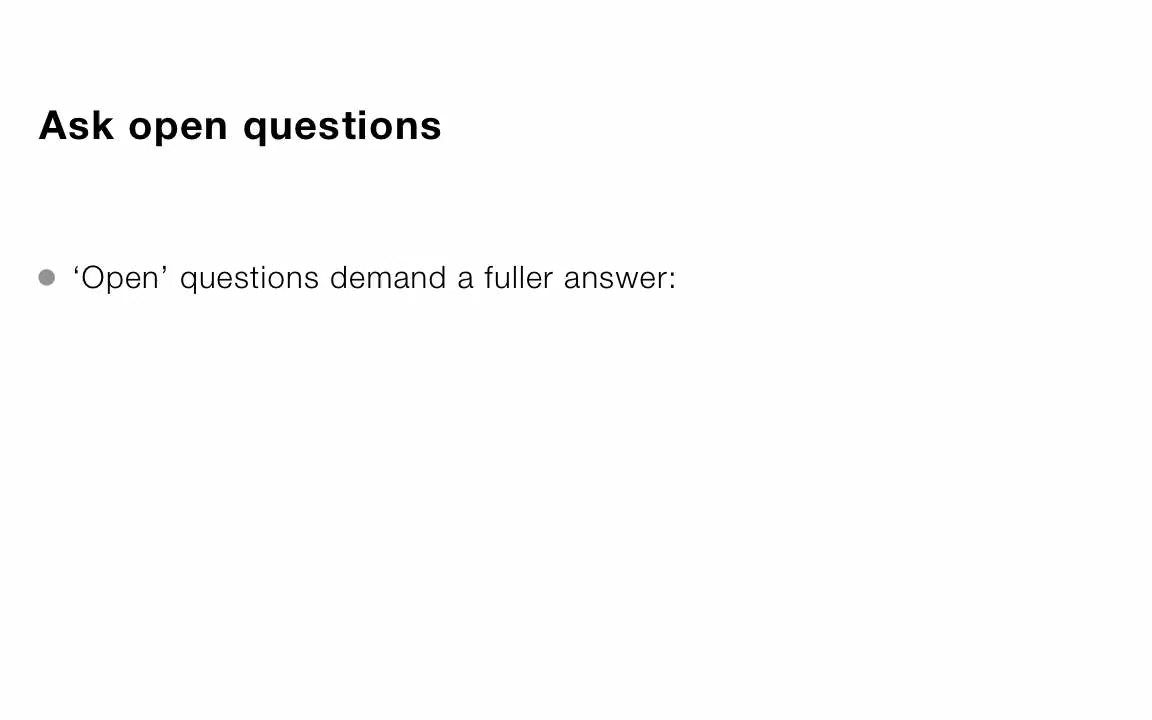 Ask open questions
‘Open’ questions demand a fuller answer: